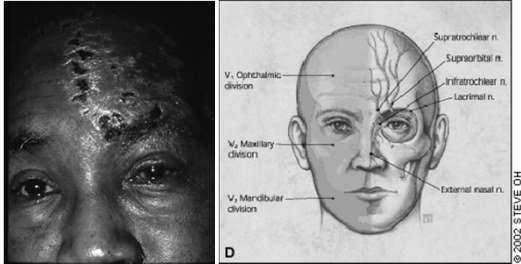 V₁ Ophthalmic
division
V₂ Maxillary
division
V₃ Mandibular
division
Supratrochlear n.
Supraorbital n.
Infratrochlear n.
Lacrimal n.
External nasal n.
D
© 2002 STEVE OH